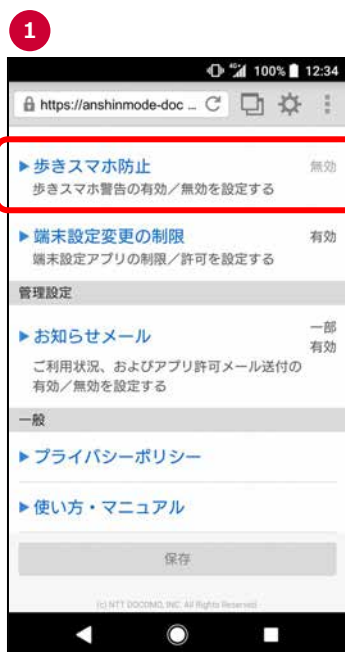 1
4G 100% 12:34
https://anshinmode-doc ...
▶歩きスマホ防止 無効
歩きスマホ警告の有効／無効を設定する
▶端末設定変更の制限 有効
端末設定アプリの制限／許可を設定する
管理設定
▶お知らせメール 一部有効
ご利用状況、およびアプリ許可メール送付の
有効／無効を設定する
一般
▶プライバシーポリシー
▶使い方・マニュアル
保存
(c) NTT DOCOMO, INC. All Rights Reserved.